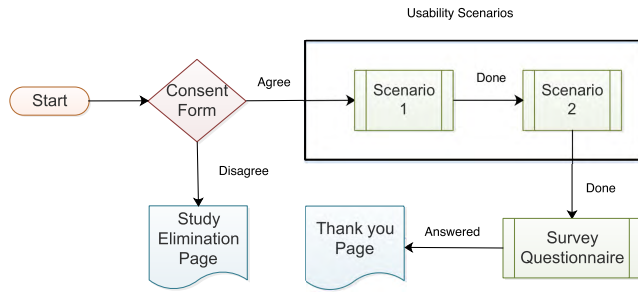 Usability Scenarios
Start
Consent
Form
Agree
Scenario
1
Done
Scenario
2
Disagree
Done
Study
Elimination
Page
Thank you
Page
Answered
Survey
Questionnaire